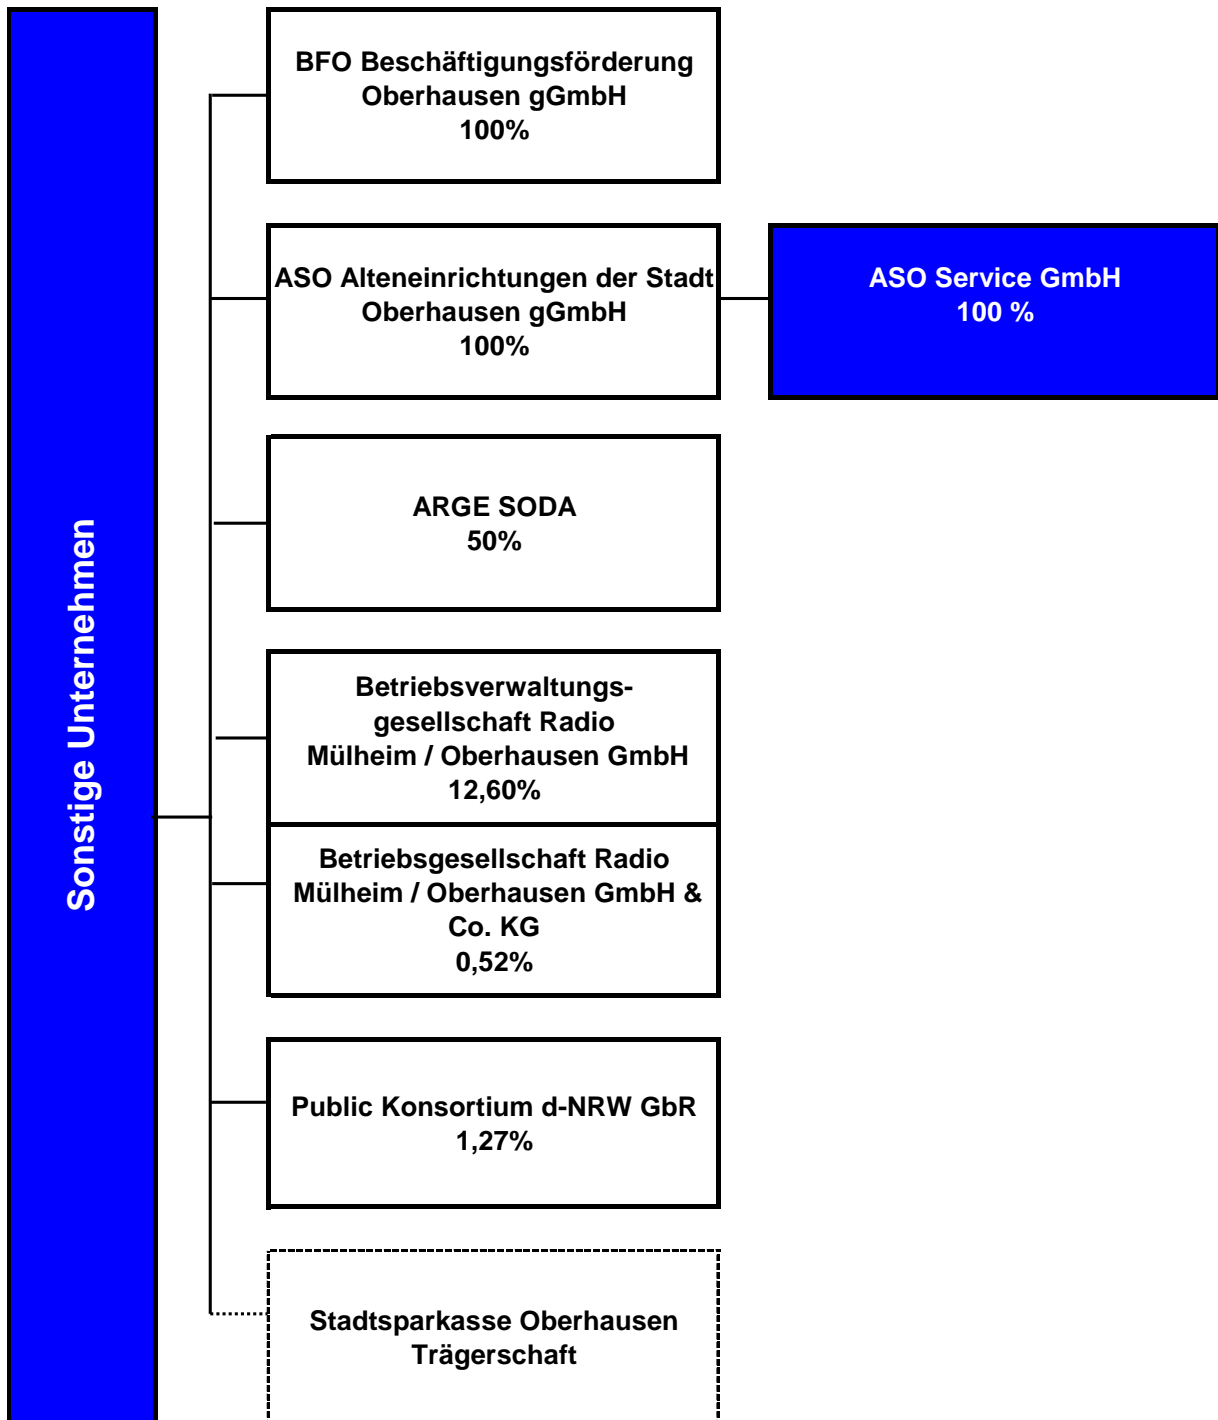 Sonstige Unternehmen
BFO Beschäftigungsförderung
Oberhausen gGmbH
100%
ASO Alteneinrichtungen der Stadt
Oberhausen gGmbH
100%
ASO Service GmbH
100 %
ARGE SODA
50%
Betriebsverwaltungs-
gesellschaft Radio
Mülheim / Oberhausen GmbH
12,60%
Betriebsgesellschaft Radio
Mülheim / Oberhausen GmbH &
Co. KG
0,52%
Public Konsortium d-NRW GbR
1,27%
Stadtsparkasse Oberhausen
Trägerschaft